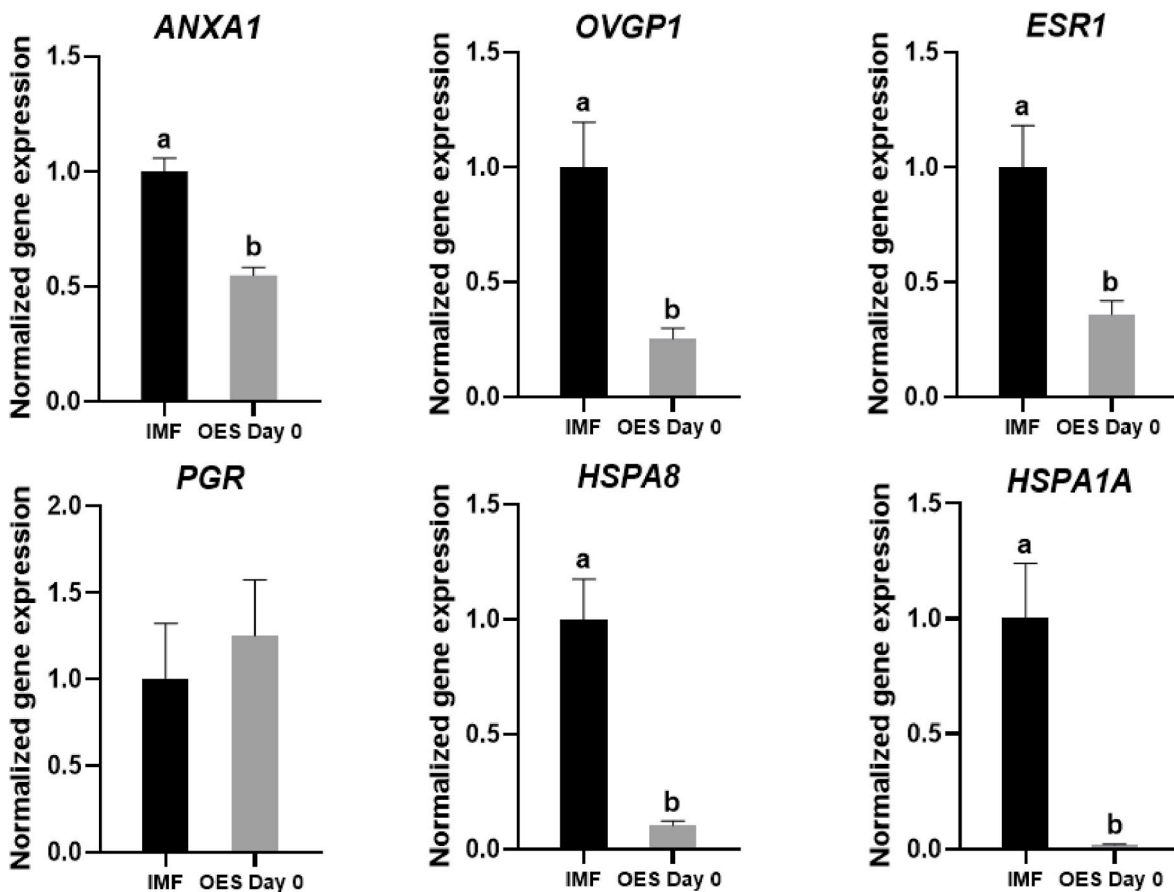 ANXA1
Normalized gene expression
1.5
1.0
0.5
0.0
a
b
IMF OES Day 0
OVGP1
Normalized gene expression
1.5
1.0
0.5
0.0
a
b
IMF OES Day 0
ESR1
Normalized gene expression
1.5
1.0
0.5
0.0
a
b
IMF OES Day 0
PGR
Normalized gene expression
2.0
1.5
1.0
0.5
0.0
IMF OES Day 0
HSPA8
Normalized gene expression
1.5
1.0
0.5
0.0
a
b
IMF OES Day 0
HSPA1A
Normalized gene expression
1.5
1.0
0.5
0.0
a
b
IMF OES Day 0